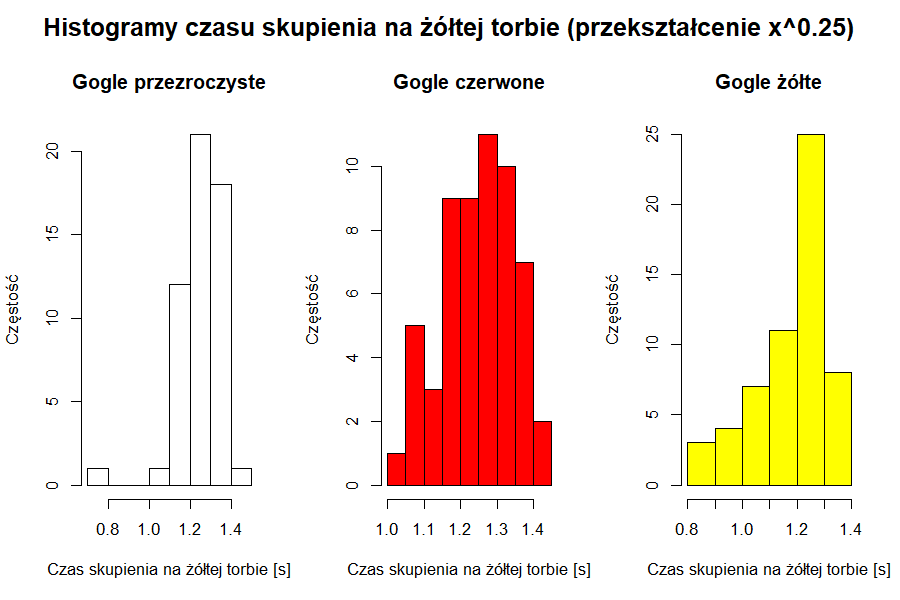 Histogramy czasu skupienia na żółtej torbie (przekształcenie x^0.25)
Gogle przezroczyste
Gogle czerwone
Gogle żółte
Częstość
0
5
10
15
20
0.8 1.0 1.2 1.4
Czas skupienia na żółtej torbie [s]
Częstość
0
2
4
6
8
10
1.0 1.1 1.2 1.3 1.4
Czas skupienia na żółtej torbie [s]
Częstość
0
5
10
15
20
25
0.8 1.0 1.2 1.4
Czas skupienia na żółtej torbie [s]